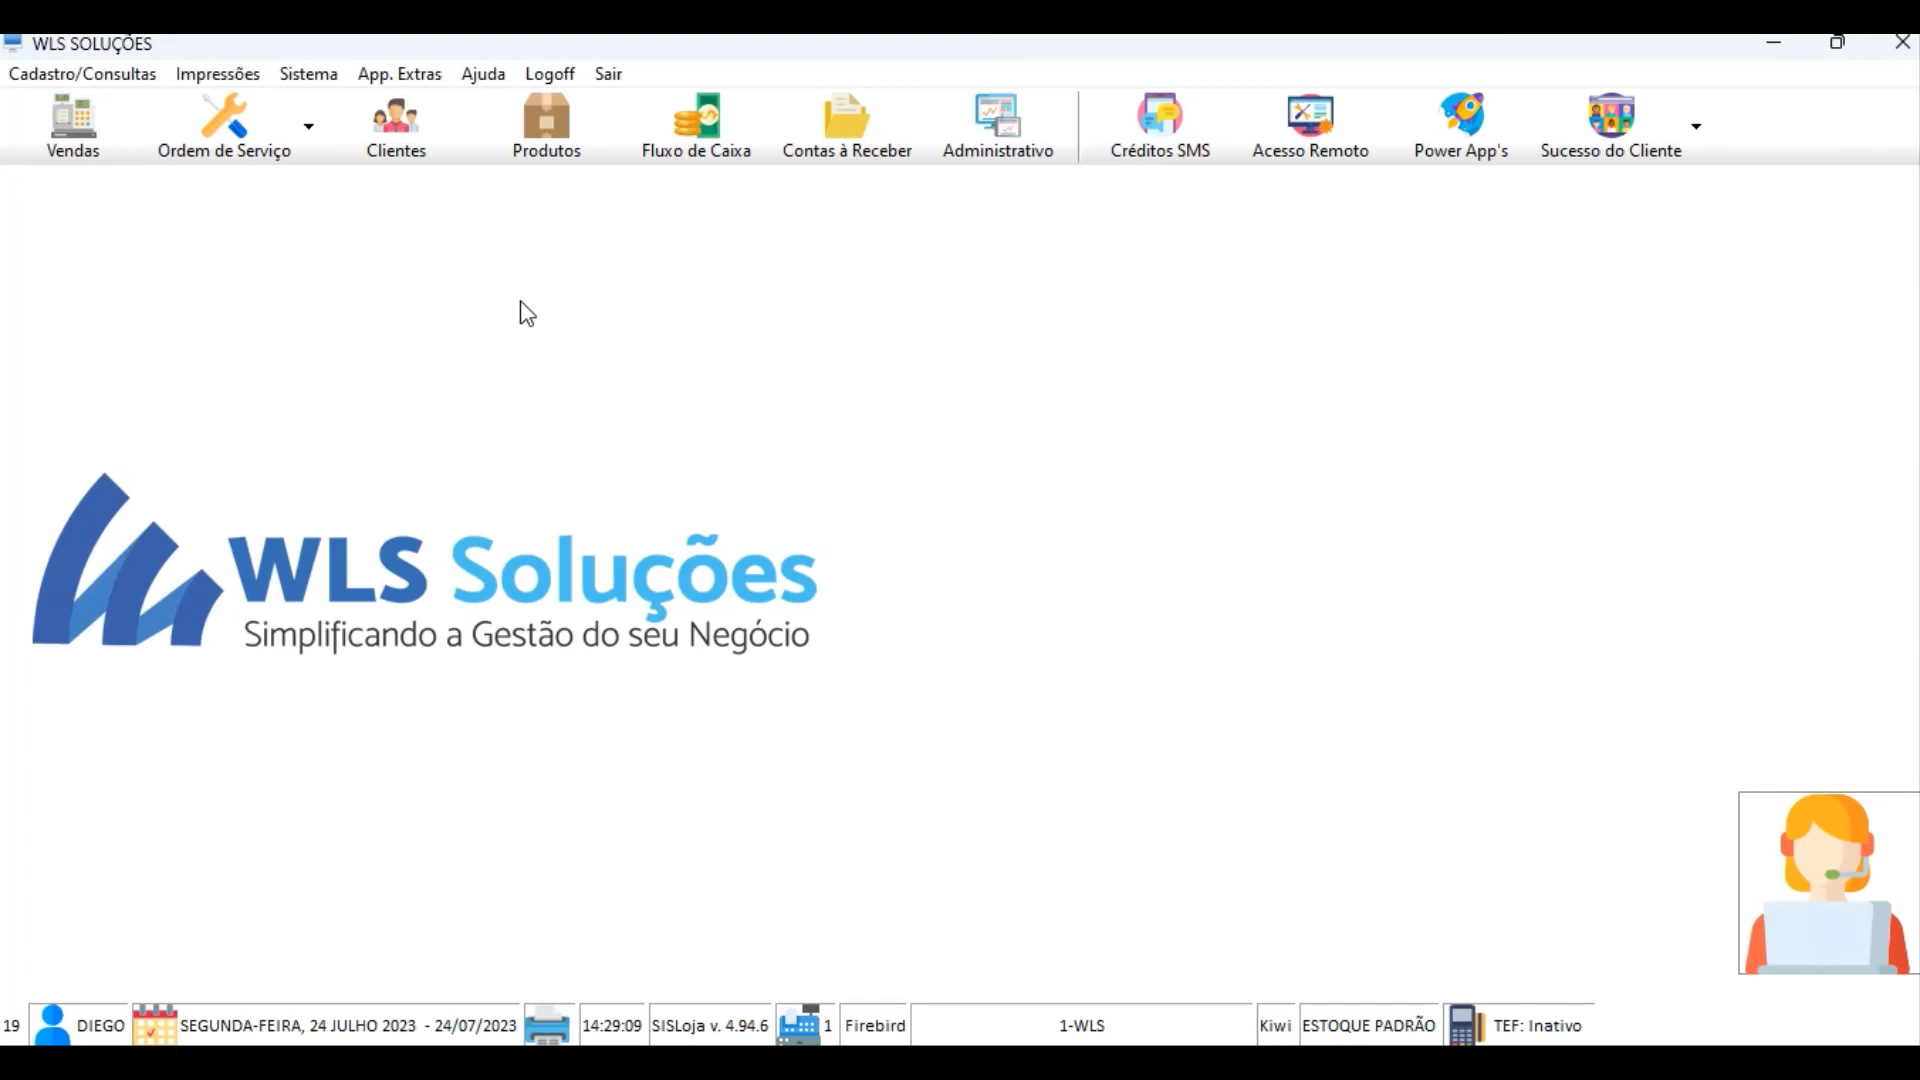 WLS SOLUÇÕES
Cadastro/Consultas Impressões Sistema App. Extras Ajuda Logoff Sair
Vendas Ordem de Serviço Clientes Produtos Fluxo de Caixa Contas à Receber Administrativo Créditos SMS Acesso Remoto Power App's Sucesso do Cliente
WLS Soluções
Simplificando a Gestão do seu Negócio
19 DIEGO SEGUNDA-FEIRA, 24 JULHO 2023 - 24/07/2023 14:29:09 SISLoja v. 4.94.6 1 Firebird 1-WLS Kiwi ESTOQUE PADRÃO TEF: Inativo